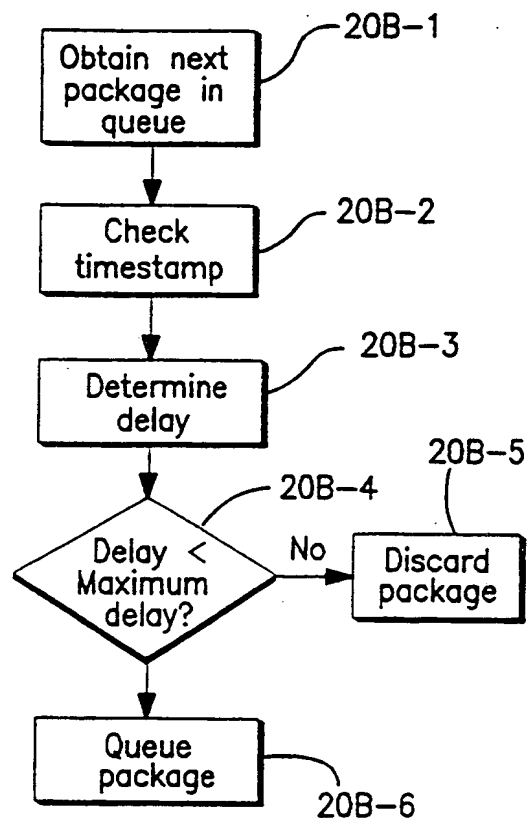 20B-1
Obtain next
package in
queue
20B-2
Check
timestamp
20B-3
Determine
delay
20B-4
20B-5
Delay <
Maximum
delay?
No
Discard
package
Queue
package
20B-6